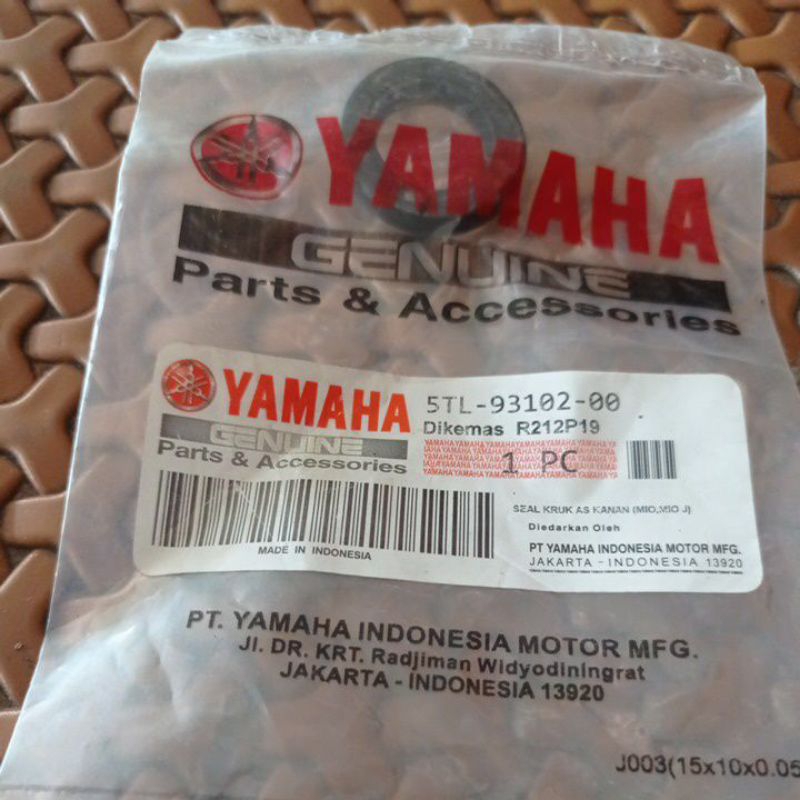 YAMAHA
GENUINE
Parts & Accessories
YAMAHA
GENUINE
Parts & Accessories
5TL-93102-00
Dikemas R212P19
1 PC
MADE IN INDONESIA
SEAL KRUK AS KANAN (MIO,MIO J)
Diedarkan Oleh
PT YAMAHA INDONESIA MOTOR MFG.
JAKARTA - INDONESIA 13920
PT. YAMAHA INDONESIA MOTOR MFG.
Jl. DR. KRT. Radjiman Widyodiningrat
JAKARTA - INDONESIA 13920
J003(15x10x0.05